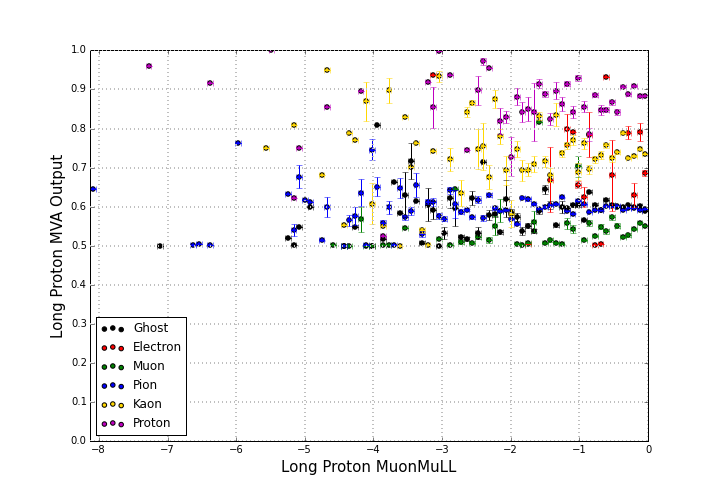 1.0
0.9
0.8
0.7
0.6
0.5
0.4
0.3
0.2
0.1
0.0
Long Proton MVA Output
Ghost
Electron
Muon
Pion
Kaon
Proton
−8 −7 −6 −5 −4 −3 −2 −1 0
Long Proton MuonMuLL